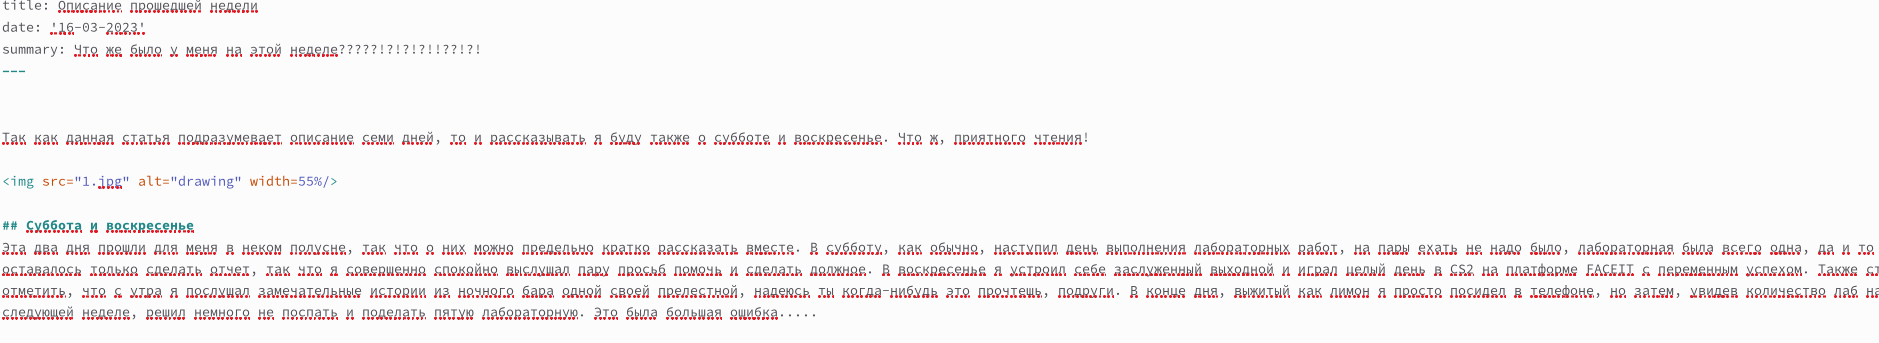 title: Описание прошедшей недели
date: '16-03-2023'
summary: Что же было у меня на этой неделе?????!?!?!?!!??!?!
---
Так как данная статья подразумевает описание семи дней, то и рассказывать я буду также о субботе и воскресенье. Что ж, приятного чтения!
<img src="1.jpg" alt="drawing" width=55%/>
## Суббота и воскресенье
Эта два дня прошли для меня в неком полусне, так что о них можно предельно кратко рассказать вместе. В субботу, как обычно, наступил день выполнения лабораторных работ, на пары ехать не надо было, лабораторная была всего одна, да и то
оставалось только сделать отчет, так что я совершенно спокойно выслушал пару просьб помочь и сделать должное. В воскресенье я устроил себе заслуженный выходной и играл целый день в CS2 на платформе FACEIT с переменным успехом. Также
отметить, что с утра я послушал замечательные истории из ночного бара одной своей прелестной, надеюсь ты когда-нибудь это прочтешь, подруги. В конце дня, выжитый как лимон я просто посидел в телефоне, но затем, увидев количество лаб на
следующей неделе, решил немного не поспать и поделать пятую лабораторную. Это была большая ошибка.....